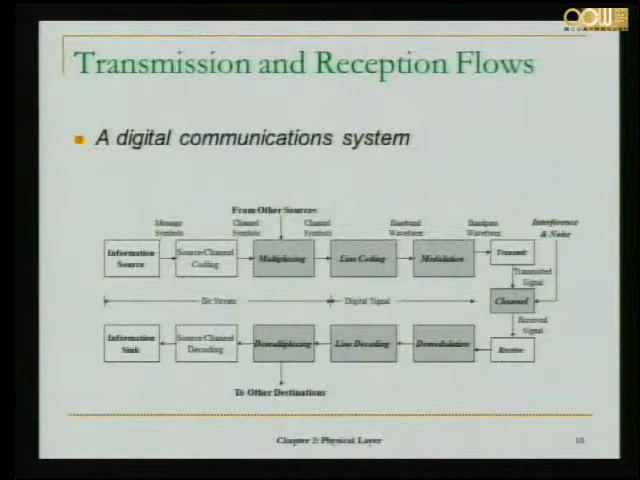 OCW
Transmission and Reception Flows
A digital communications system
From Other Sources
Message Symbols
Channel Symbols
Channel Symbols
Baseband Waveform
Bandpass Waveform
Interference & Noise
Information Source
Source/Channel Coding
Multiplexing
Line Coding
Modulation
Transmit
Transmitted Signal
Bit Stream
Digital Signal
Channel
Received Signal
Information Sink
Source/Channel Decoding
Demultiplexing
Line Decoding
Demodulation
Receive
To Other Destinations
Chapter 2: Physical Layer
10